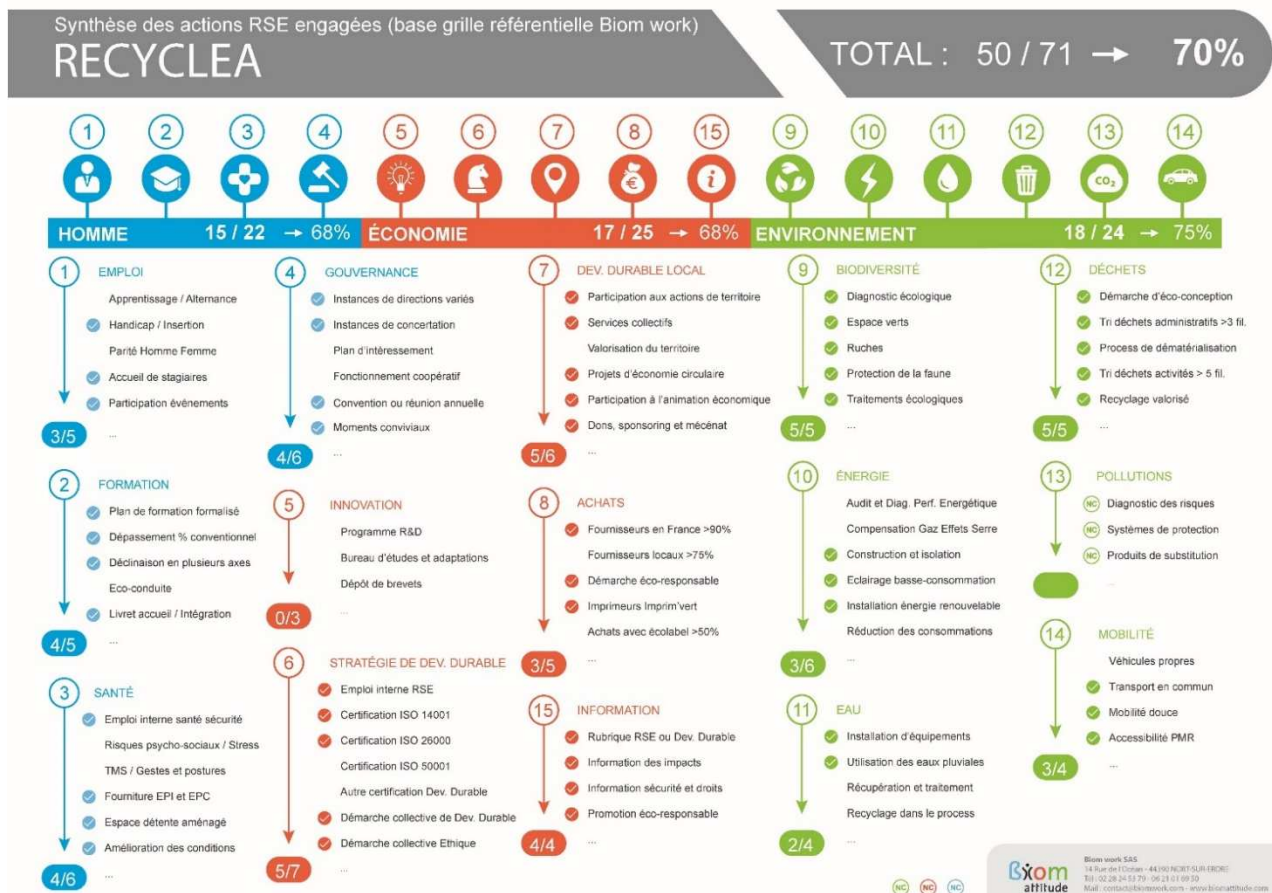 Synthèse des actions RSE engagées (base grille référentielle Biom work)
RECYCLEA
TOTAL : 50 / 71 → 70%
1 2 3 4 5 6 7 8 15 9 10 11 12 13 14
€ i CO₂
HOMME 15 / 22 → 68% ÉCONOMIE 17 / 25 → 68% ENVIRONNEMENT 18 / 24 → 75%
1 EMPLOI
Apprentissage / Alternance
Handicap / Insertion
Parité Homme Femme
Accueil de stagiaires
Participation évènements
...
3/5
2 FORMATION
Plan de formation formalisé
Dépassement % conventionnel
Déclinaison en plusieurs axes
Eco-conduite
Livret accueil / Intégration
...
4/5
3 SANTÉ
Emploi interne santé sécurité
Risques psycho-sociaux / Stress
TMS / Gestes et postures
Fourniture EPI et EPC
Espace détente aménagé
Amélioration des conditions
...
4/6
4 GOUVERNANCE
Instances de directions variés
Instances de concertation
Plan d'intèressement
Fonctionnement coopératif
Convention ou réunion annuelle
Moments conviviaux
...
4/6
5 INNOVATION
Programme R&D
Bureau d'études et adaptations
Dépôt de brevets
...
0/3
6 STRATÉGIE DE DEV. DURABLE
Emploi interne RSE
Certification ISO 14001
Certification ISO 26000
Certification ISO 50001
Autre certification Dev. Durable
Démarche collective de Dev. Durable
Démarche collective Ethique
...
5/7
7 DEV. DURABLE LOCAL
Participation aux actions de territoire
Services collectifs
Valorisation du territoire
Projets d'économie circulaire
Participation à l'animation économique
Dons, sponsoring et mécénat
...
5/6
8 ACHATS
Fournisseurs en France >90%
Fournisseurs locaux >75%
Démarche éco-responsable
Imprimeurs Imprim'vert
Achats avec écolabel >50%
...
3/5
15 INFORMATION
Rubrique RSE ou Dev. Durable
Information des impacts
Information sécurité et droits
Promotion éco-responsable
...
4/4
9 BIODIVERSITÉ
Diagnostic écologique
Espace verts
Ruches
Protection de la faune
Traitements écologiques
...
5/5
10 ÉNERGIE
Audit et Diag. Perf. Energétique
Compensation Gaz Effets Serre
Construction et isolation
Eclairage basse-consommation
Installation énergie renouvelable
Réduction des consommations
...
3/6
11 EAU
Installation d'équipements
Utilisation des eaux pluviales
Récupération et traitement
Recyclage dans le process
...
2/4
12 DÉCHETS
Démarche d'éco-conception
Tri déchets administratifs >3 fil.
Process de dématérialisation
Tri déchets activités > 5 fil.
Recyclage valorisé
...
5/5
13 POLLUTIONS
NC Diagnostic des risques
NC Systèmes de protection
NC Produits de substitution
...
14 MOBILITÉ
Véhicules propres
Transport en commun
Mobilité douce
Accessibilité PMR
...
3/4
NC NC NC
Biom attitude
Biom work SAS